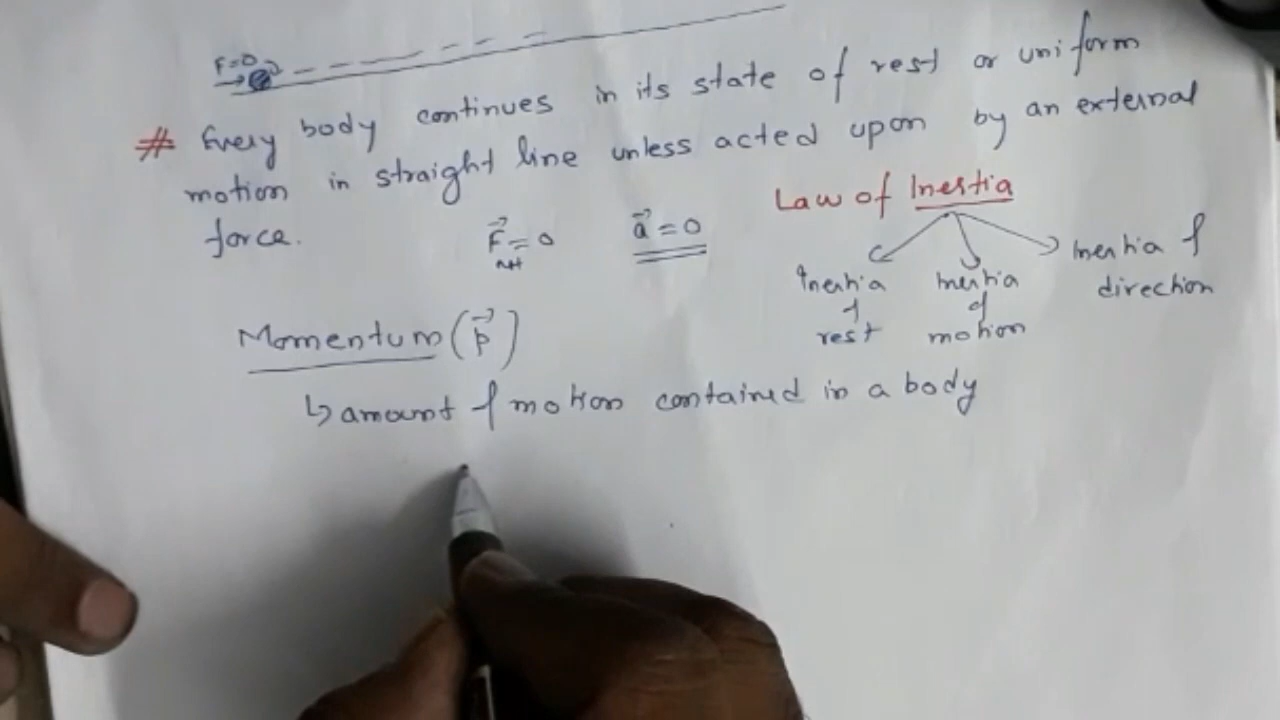 F=0
# Every body continues in its state of rest or uniform
motion in straight line unless acted upon by an external
force.
F⃗net = 0
a⃗ = 0
Law of Inertia
Inertia of rest
Inertia of motion
Inertia of direction
Momentum (p⃗)
↳ amount of motion contained in a body